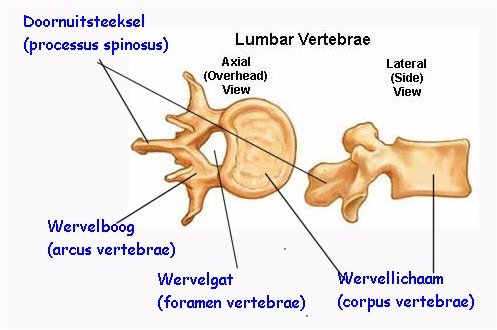 Doornuitsteeksel
(processus spinosus)
Lumbar Vertebrae
Axial
(Overhead)
View
Lateral
(Side)
View
Wervelboog
(arcus vertebrae)
Wervelgat
(foramen vertebrae)
Wervellichaam
(corpus vertebrae)